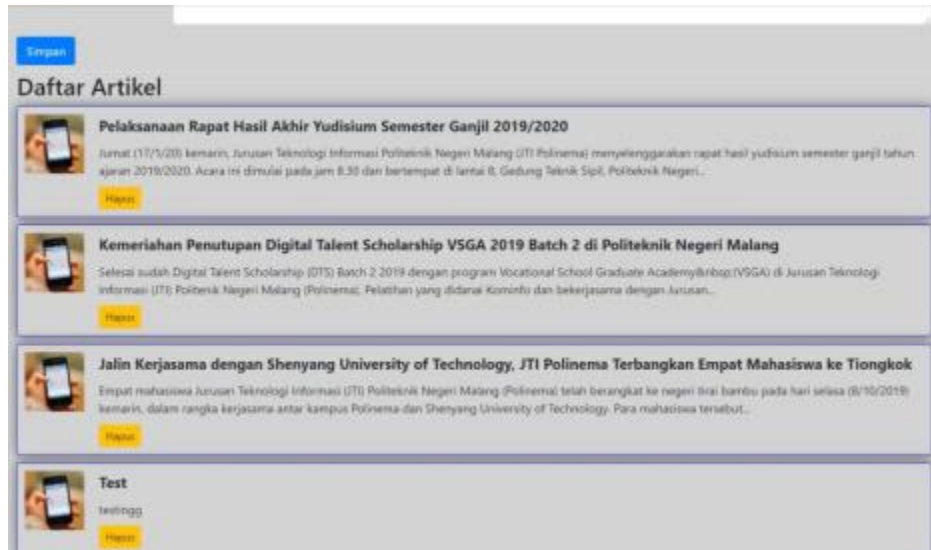 Simpan
Daftar Artikel
Pelaksanaan Rapat Hasil Akhir Yudisium Semester Ganjil 2019/2020
Jumat (17/1/20) kemarin, Jurusan Teknologi Informasi Politeknik Negeri Malang (JTI Polinema) menyelenggarakan rapat hasil yudisium semester ganjil tahun
ajaran 2019/2020. Acara ini dimulai pada jam 8.30 dan bertempat di lantai 8, Gedung Teknik Sipil, Politeknik Negeri...
Hapus
Kemeriahan Penutupan Digital Talent Scholarship VSGA 2019 Batch 2 di Politeknik Negeri Malang
Selesai sudah Digital Talent Scholarship (DTS) Batch 2 2019 dengan program Vocational School Graduate Academy&nbsp;(VSGA) di Jurusan Teknologi
Informasi (JTI) Politenik Negeri Malang (Polinema). Pelatihan yang didanai Kominfo dan bekerjasama dengan Jurusan...
Hapus
Jalin Kerjasama dengan Shenyang University of Technology, JTI Polinema Terbangkan Empat Mahasiswa ke Tiongkok
Empat mahasiswa Jurusan Teknologi Informasi (JTI) Politeknik Negeri Malang (Polinema) telah berangkat ke negeri tirai bambu pada hari selasa (8/10/2019)
kemarin, dalam rangka kerjasama antar kampus Polinema dan Shenyang University of Technology. Para mahasiswa tersebut...
Hapus
Test
testingg
Hapus